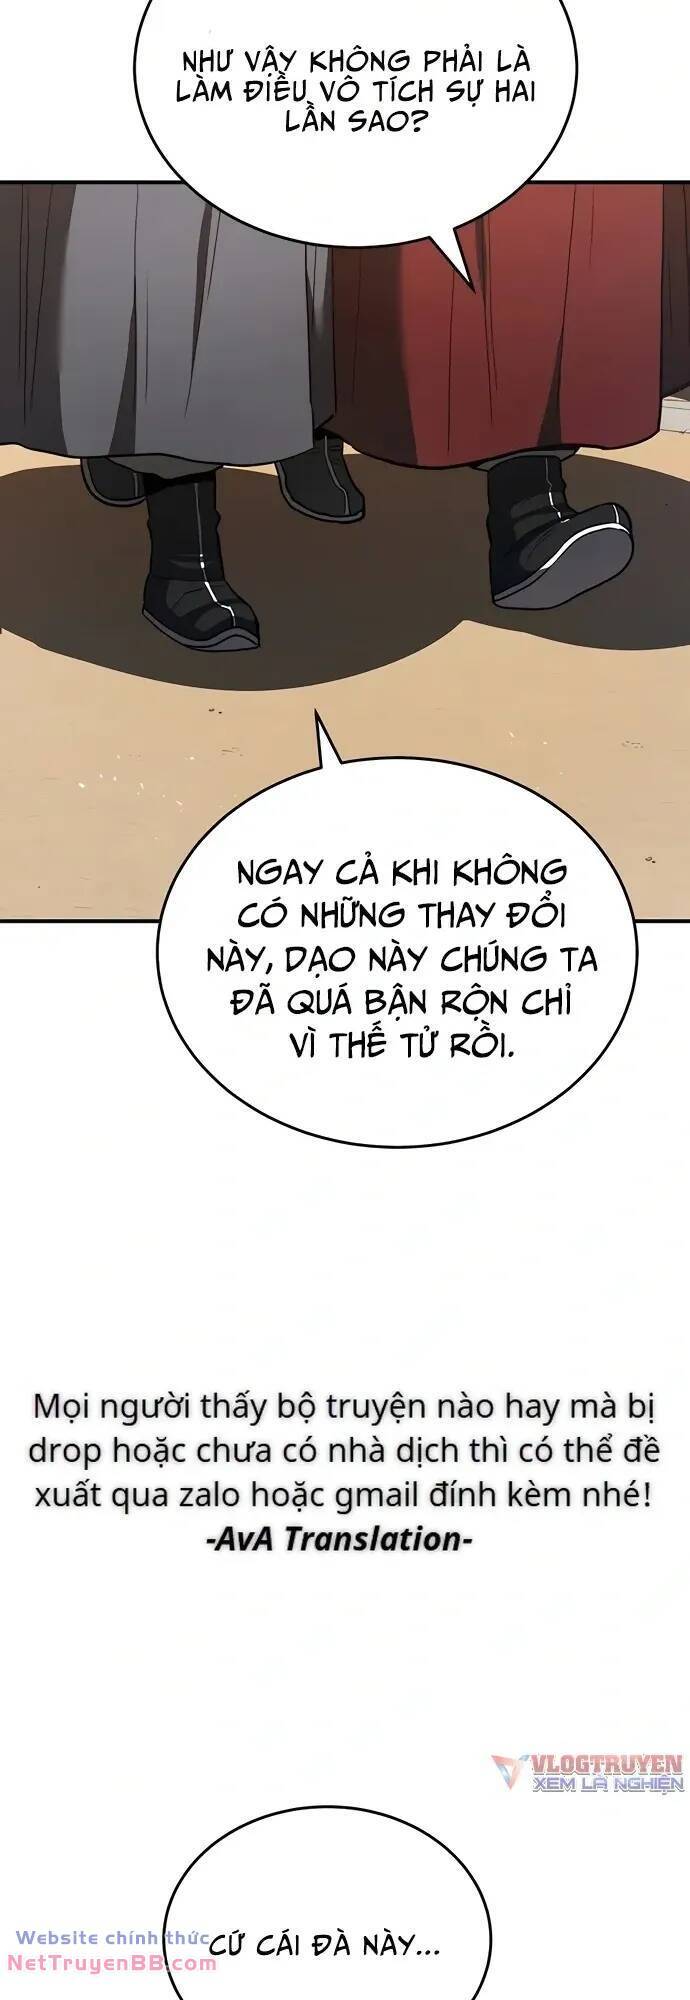 NHƯ VẬY KHÔNG PHẢI LÀ
LÀM ĐIỀU VÔ TÍCH SỰ HAI
LẦN SAO?
NGAY CẢ KHI KHÔNG
CÓ NHỮNG THAY ĐỔI
NÀY, DẠO NÀY CHÚNG TA
ĐÃ QUÁ BẬN RỘN CHỈ
VÌ THẾ TỬ RỒI.
Mọi người thấy bộ truyện nào hay mà bị
drop hoặc chưa có nhà dịch thì có thể đề
xuất qua zalo hoặc gmail đính kèm nhé!
-AvA Translation-
VLOGTRUYEN
XEM LÀ NGHIỆN
Website chính thức
NetTruyenBB.com
CỨ CÁI ĐÀ NÀY...